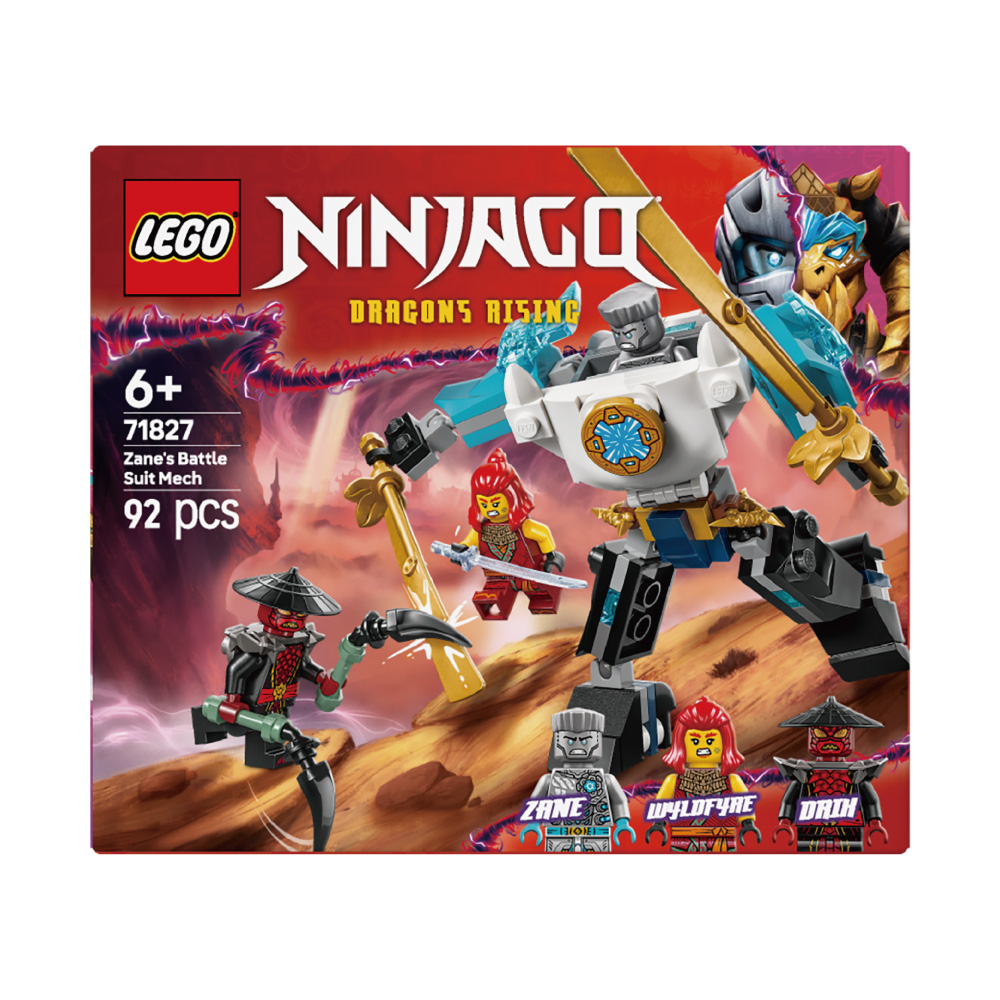 LEGO
NINJAGO
DRAGONS RISING
6+
71827
Zane's Battle
Suit Mech
92 pcs
ZANE
WYLDFYRE
DRIX